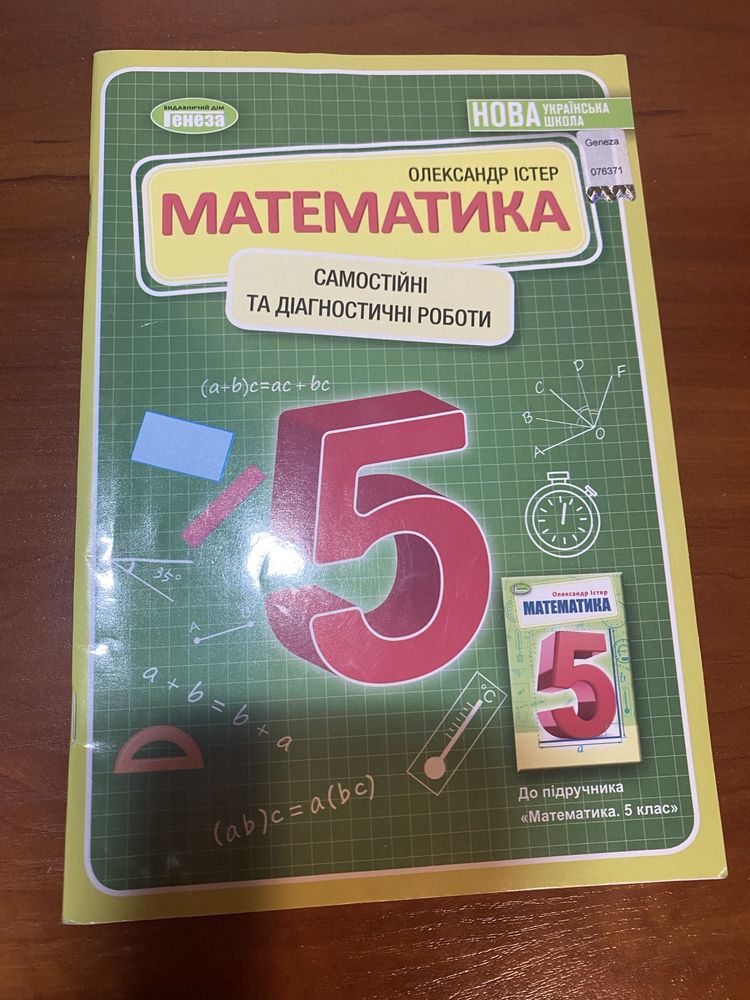 ВИДАВНИЧИЙ ДІМ
Генеза
НОВА УКРАЇНСЬКА ШКОЛА
Geneza
076371
ОЛЕКСАНДР ІСТЕР
МАТЕМАТИКА
САМОСТІЙНІ
ТА ДІАГНОСТИЧНІ РОБОТИ
(a+b)c=ac+bc
5
A
B
C
D
F
O
35°
A
a + b = b + a
(ab)c = a(bc)
°C
Олександр Істер
МАТЕМАТИКА
5
b
a
До підручника
«Математика. 5 клас»